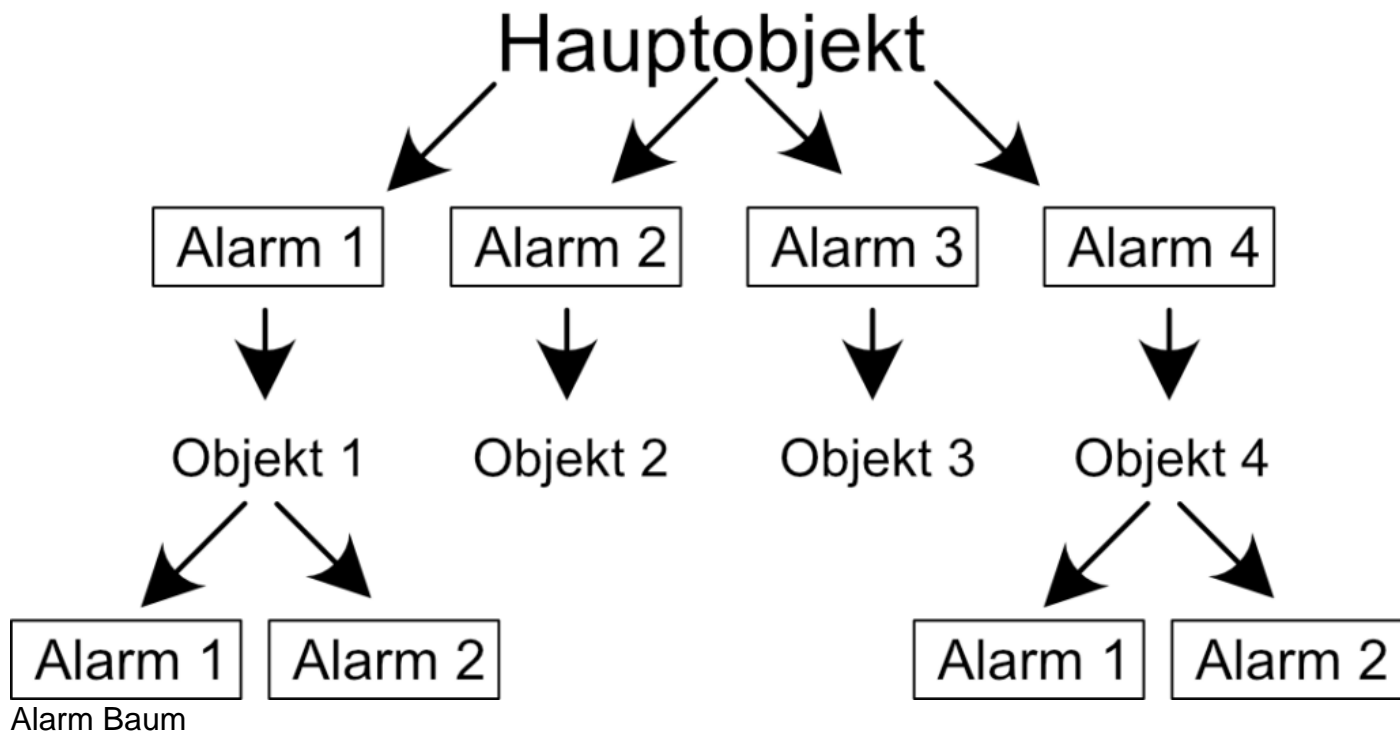 Hauptobjekt
Alarm 1 Alarm 2 Alarm 3 Alarm 4
Objekt 1 Objekt 2 Objekt 3 Objekt 4
Alarm 1 Alarm 2 Alarm 1 Alarm 2
Alarm Baum